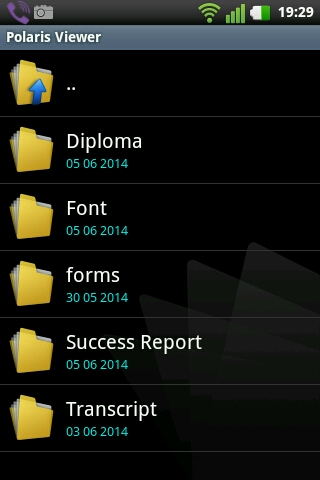 19:29
Polaris Viewer
..
Diploma
05 06 2014
Font
05 06 2014
forms
30 05 2014
Success Report
05 06 2014
Transcript
03 06 2014